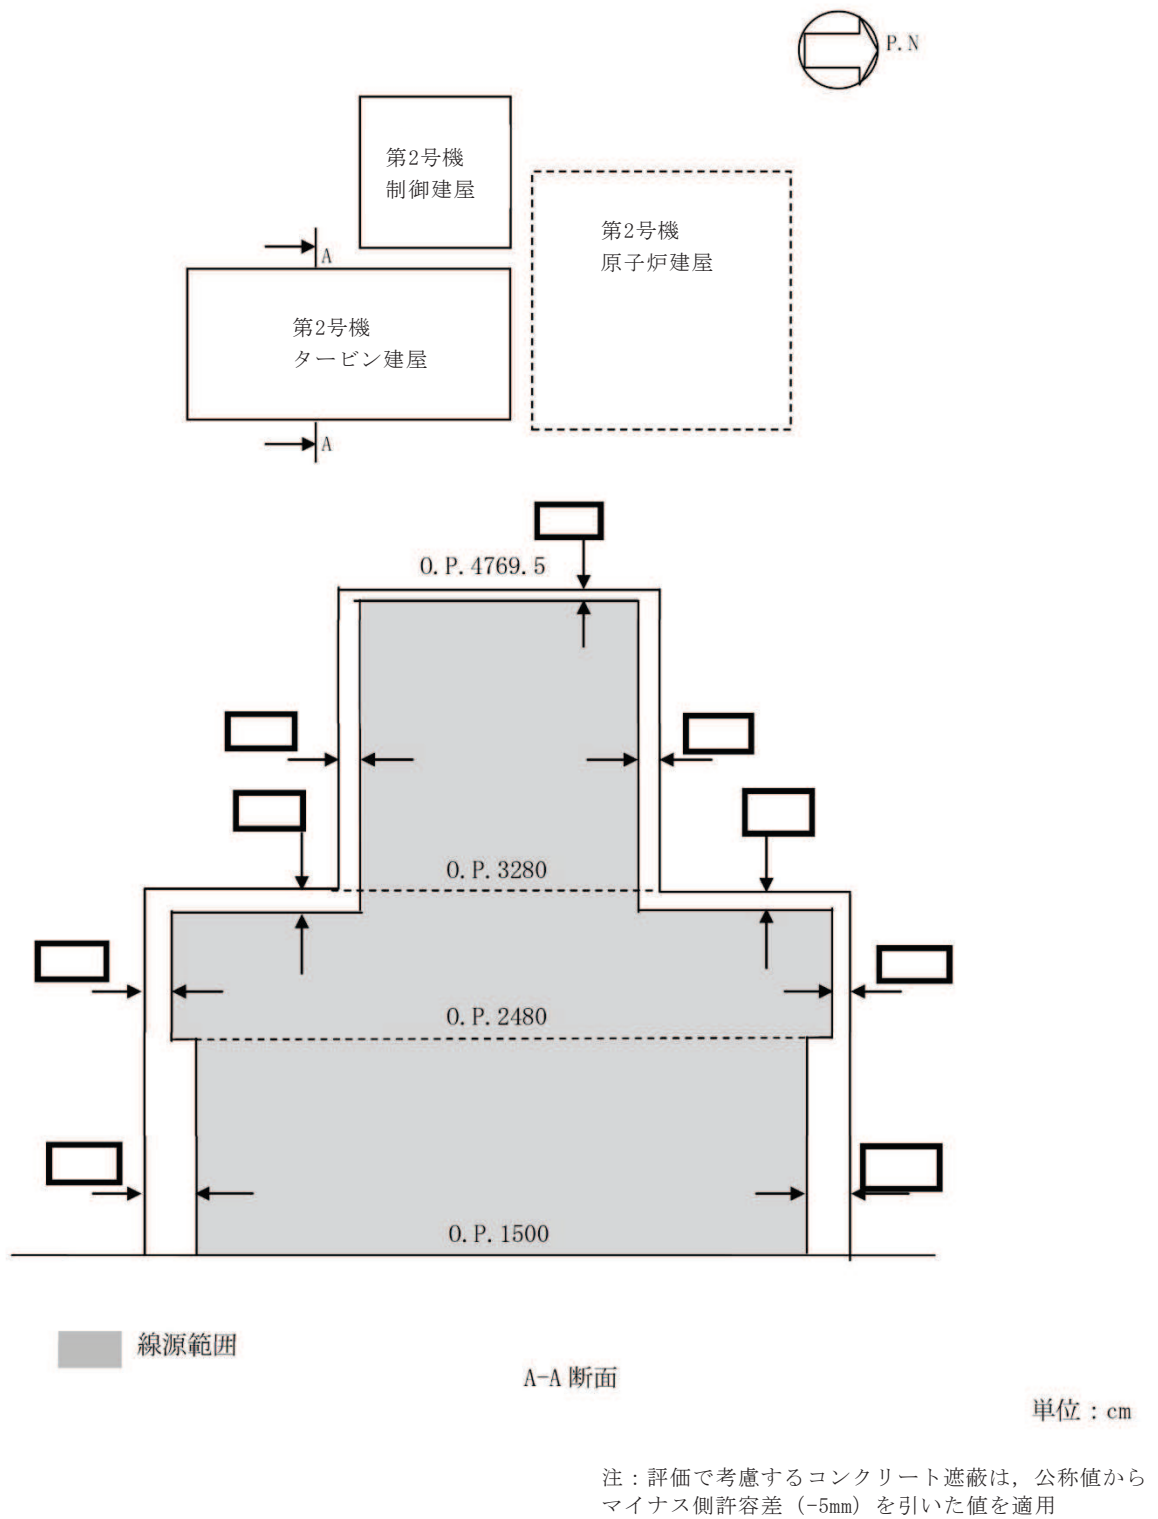 P.N
第2号機
制御建屋
第2号機
原子炉建屋
A
第2号機
タービン建屋
A
O.P.4769.5
O.P.3280
O.P.2480
O.P.1500
線源範囲
A-A 断面
単位：cm
注：評価で考慮するコンクリート遮蔽は，公称値から
マイナス側許容差（-5mm）を引いた値を適用